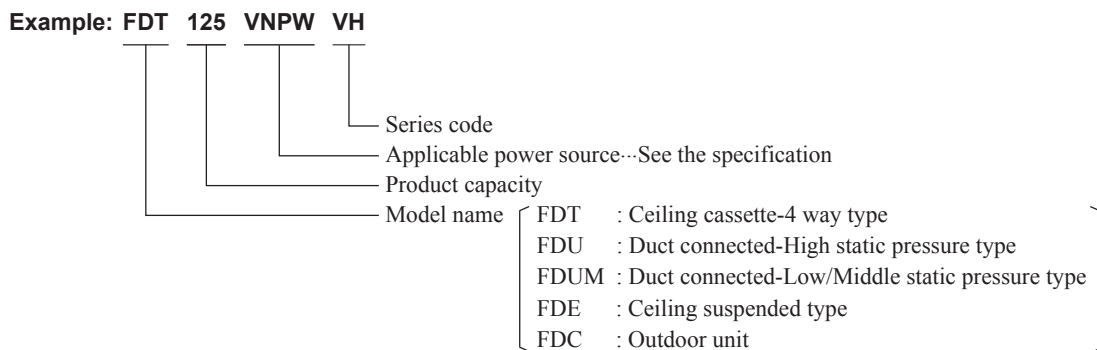 Example: FDT 125 VNPW VH
Series code
Applicable power source···See the specification
Product capacity
Model name
FDT : Ceiling cassette-4 way type
FDU : Duct connected-High static pressure type
FDUM : Duct connected-Low/Middle static pressure type
FDE : Ceiling suspended type
FDC : Outdoor unit